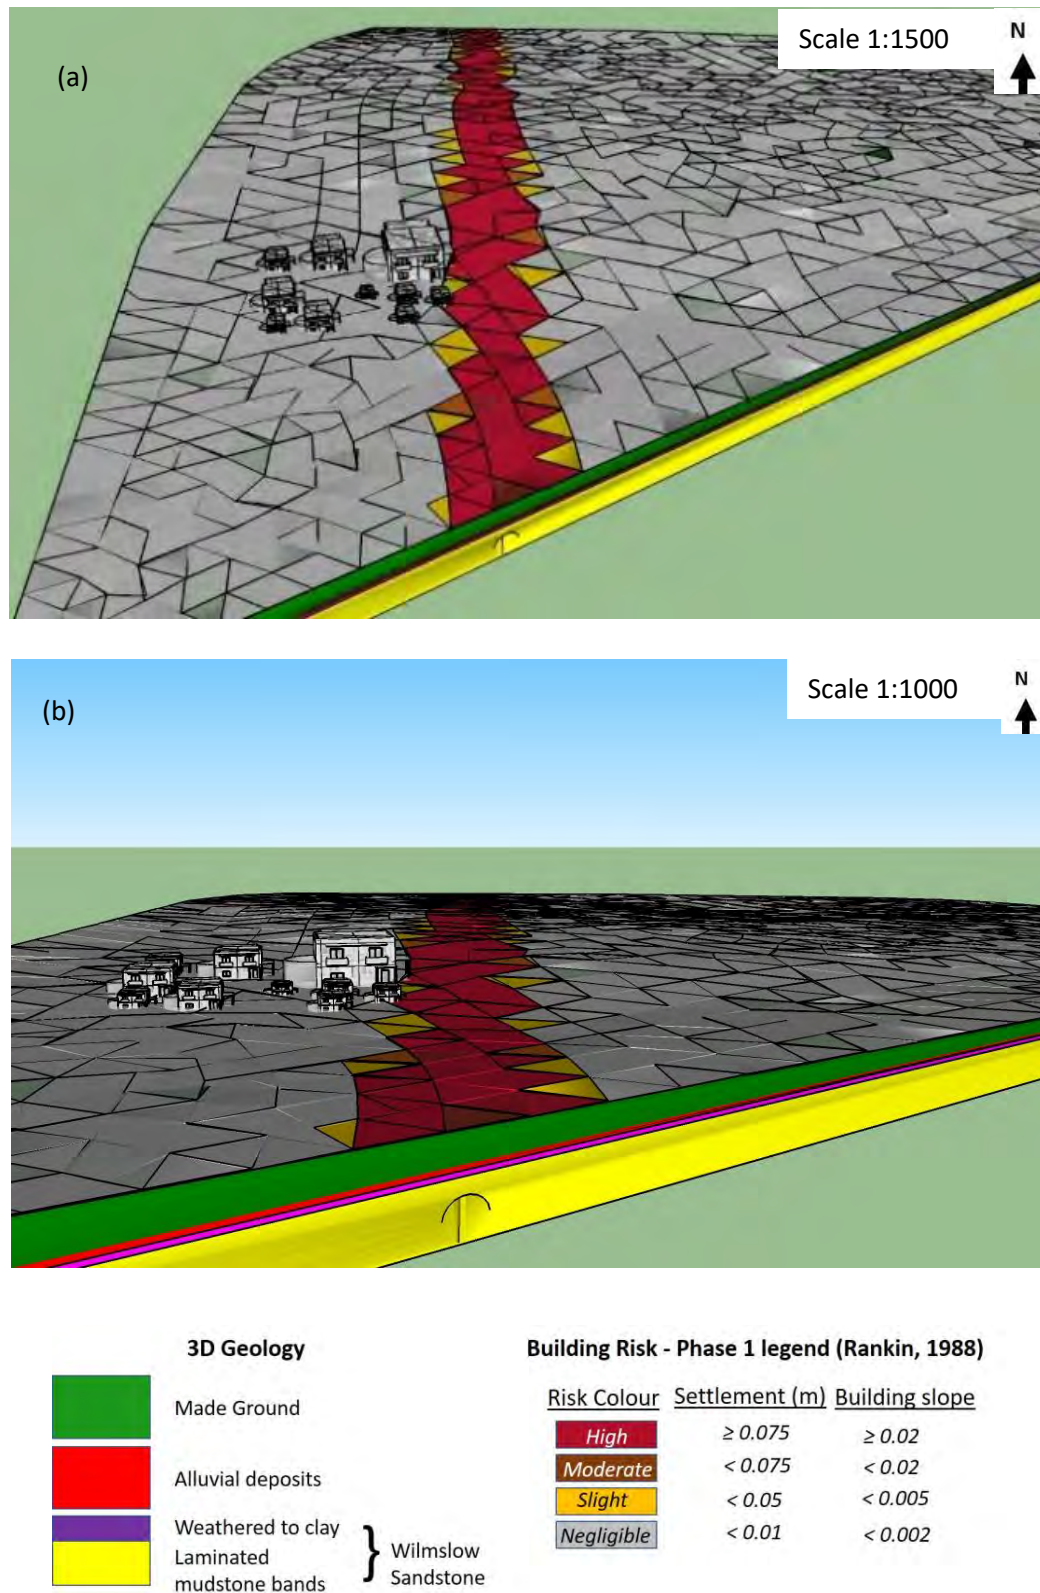 (a)
Scale 1:1500
N
(b)
Scale 1:1000
N
3D Geology
Made Ground
Alluvial deposits
Weathered to clay
Laminated
mudstone bands
} Wilmslow
Sandstone
Building Risk - Phase 1 legend (Rankin, 1988)
Risk Colour Settlement (m) Building slope
High ≥ 0.075 ≥ 0.02
Moderate < 0.075 < 0.02
Slight < 0.05 < 0.005
Negligible < 0.01 < 0.002